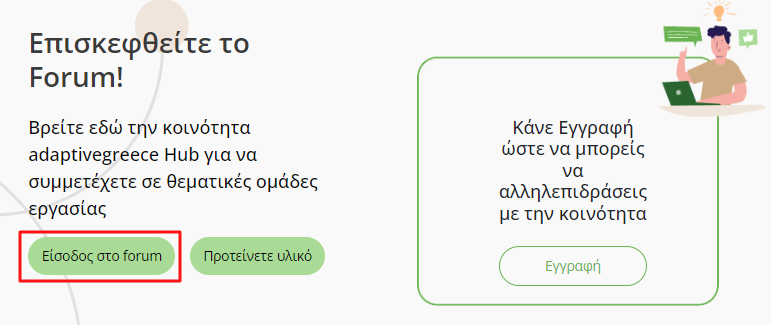 Επισκεφθείτε το
Forum!
Βρείτε εδώ την κοινότητα
adaptivegreece Hub για να
συμμετέχετε σε θεματικές ομάδες
εργασίας
Είσοδος στο forum
Προτείνετε υλικό
Κάνε Εγγραφή
ώστε να μπορείς
να
αλληλεπιδράσεις
με την κοινότητα
Εγγραφή